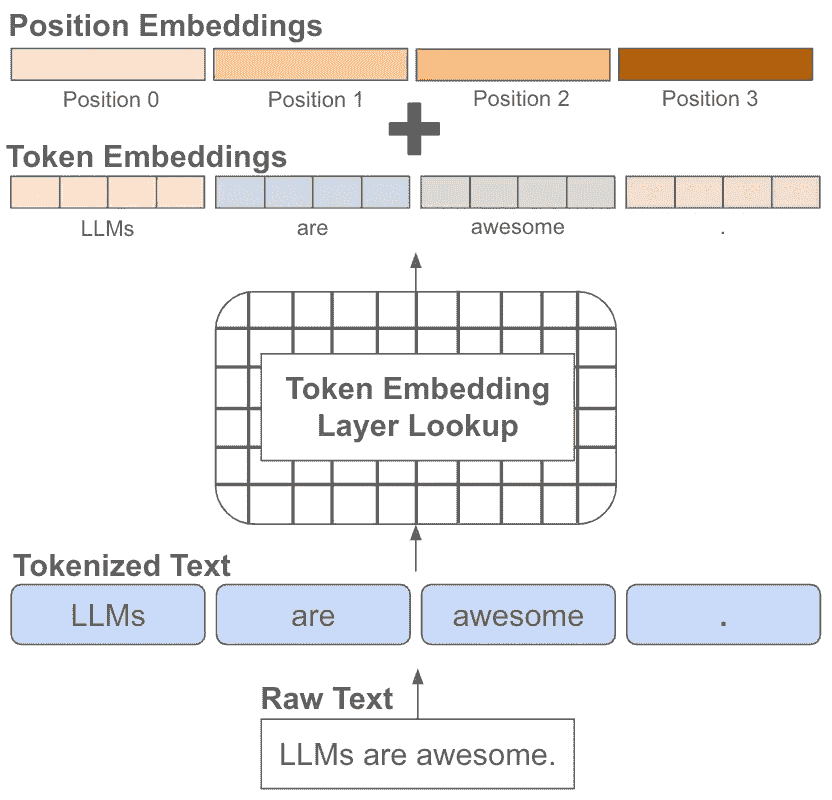 Position Embeddings
Position 0 Position 1 Position 2 Position 3
Token Embeddings
LLMs are awesome .
Token Embedding
Layer Lookup
Tokenized Text
LLMs are awesome .
Raw Text
LLMs are awesome.